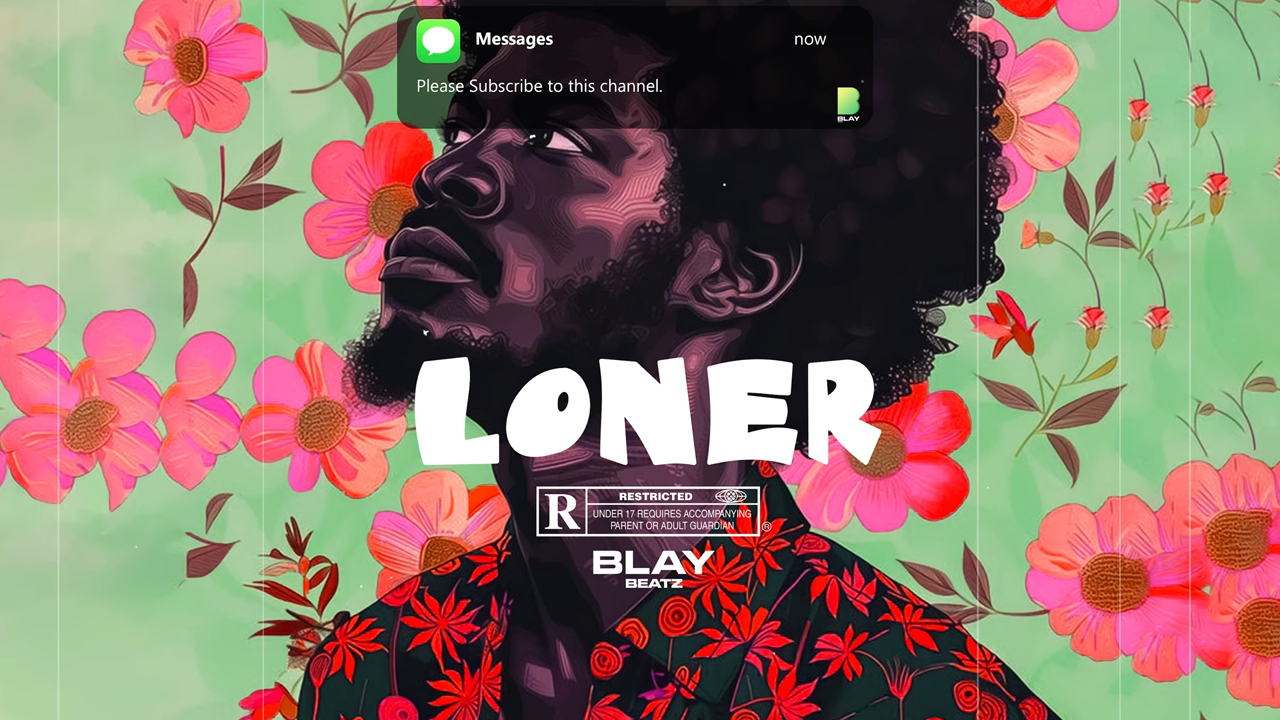 Messages
now
Please Subscribe to this channel.
BLAY
LONER
R
RESTRICTED
UNDER 17 REQUIRES ACCOMPANYING
PARENT OR ADULT GUARDIAN
®
BLAY
BEATZ